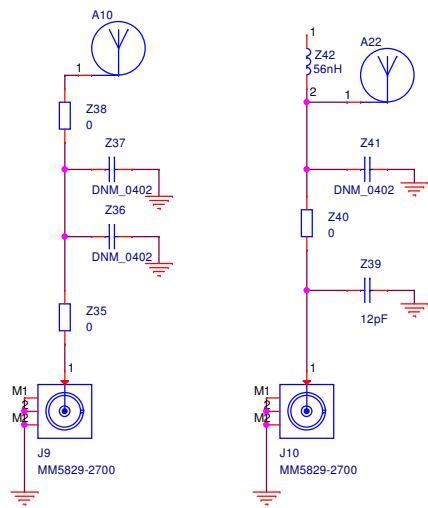 A10
1
Z38
0
Z37
DNM_0402
Z36
DNM_0402
Z35
0
1
M1
2
M2
J9
MM5829-2700
1
Z42
56nH
2
A22
1
Z41
DNM_0402
Z40
0
Z39
12pF
1
M1
2
M2
J10
MM5829-2700